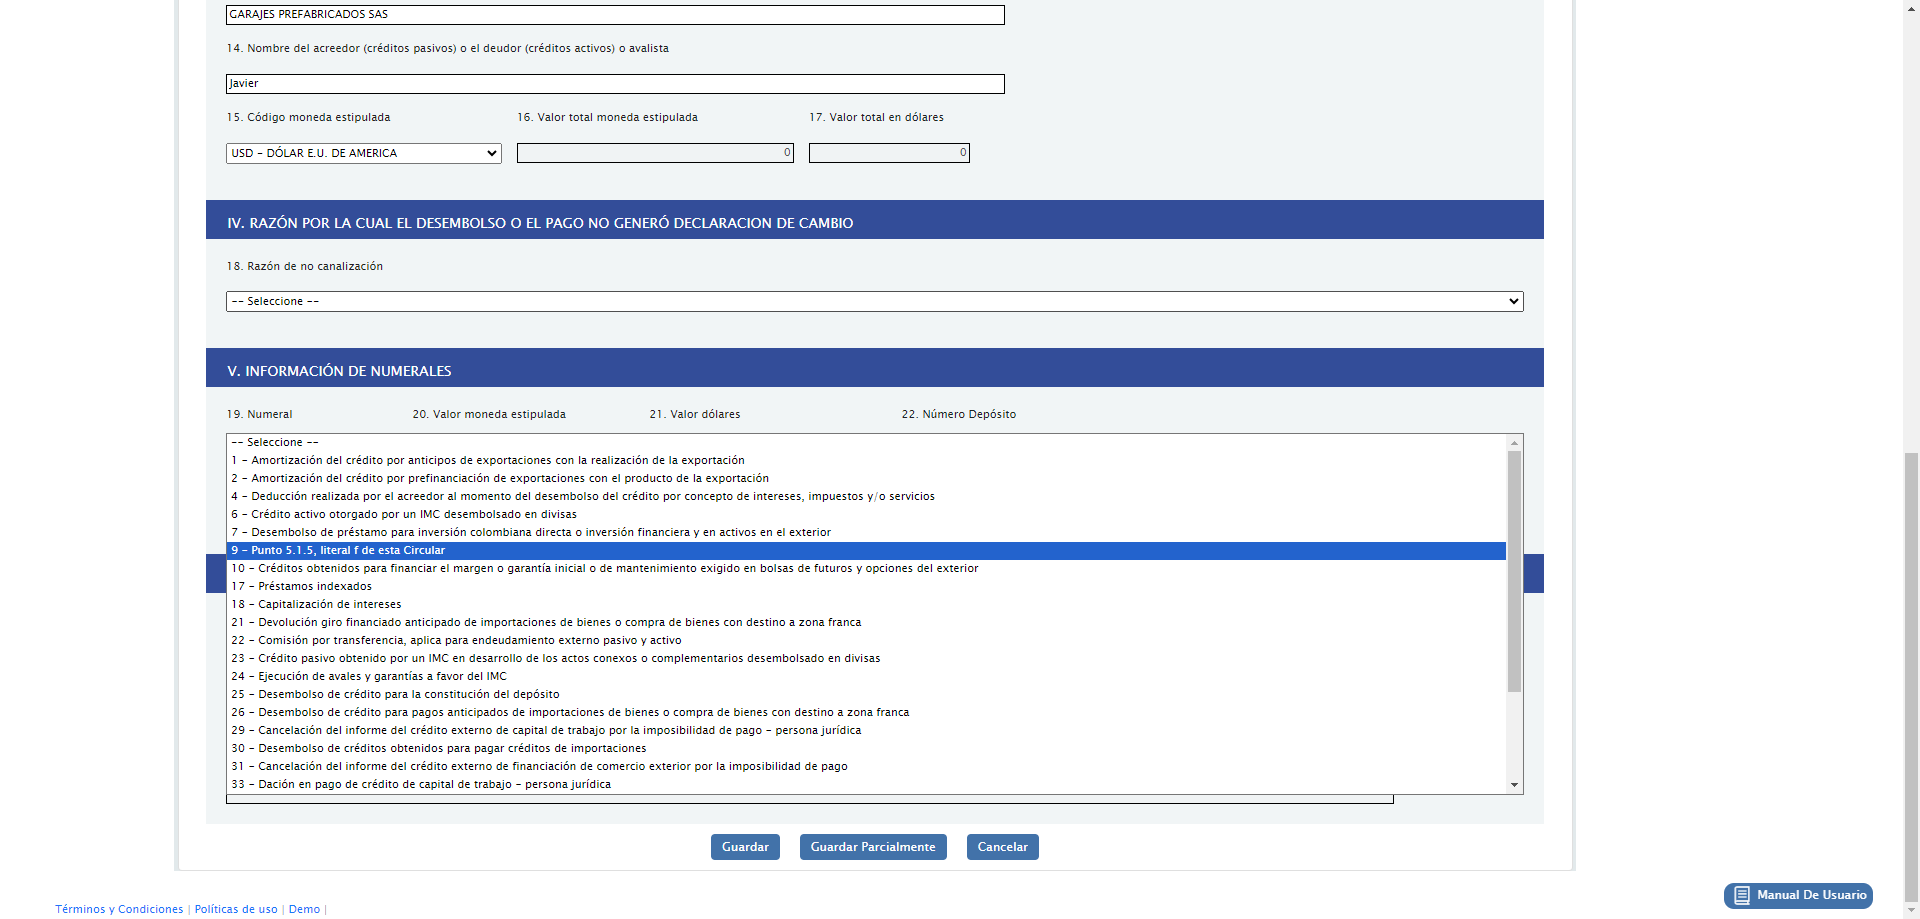 GARAJES PREFABRICADOS SAS
14. Nombre del acreedor (créditos pasivos) o el deudor (créditos activos) o avalista
Javier
15. Código moneda estipulada 16. Valor total moneda estipulada 17. Valor total en dólares
USD - DÓLAR E.U. DE AMERICA 0 0
IV. RAZÓN POR LA CUAL EL DESEMBOLSO O EL PAGO NO GENERÓ DECLARACION DE CAMBIO
18. Razón de no canalización
-- Seleccione --
V. INFORMACIÓN DE NUMERALES
19. Numeral 20. Valor moneda estipulada 21. Valor dólares 22. Número Depósito
-- Seleccione --
1 - Amortización del crédito por anticipos de exportaciones con la realización de la exportación
2 - Amortización del crédito por prefinanciación de exportaciones con el producto de la exportación
4 - Deducción realizada por el acreedor al momento del desembolso del crédito por concepto de intereses, impuestos y/o servicios
6 - Crédito activo otorgado por un IMC desembolsado en divisas
7 - Desembolso de préstamo para inversión colombiana directa o inversión financiera y en activos en el exterior
9 - Punto 5.1.5, literal f de esta Circular
10 - Créditos obtenidos para financiar el margen o garantía inicial o de mantenimiento exigido en bolsas de futuros y opciones del exterior
17 - Préstamos indexados
18 - Capitalización de intereses
21 - Devolución giro financiado anticipado de importaciones de bienes o compra de bienes con destino a zona franca
22 - Comisión por transferencia, aplica para endeudamiento externo pasivo y activo
23 - Crédito pasivo obtenido por un IMC en desarrollo de los actos conexos o complementarios desembolsado en divisas
24 - Ejecución de avales y garantías a favor del IMC
25 - Desembolso de crédito para la constitución del depósito
26 - Desembolso de crédito para pagos anticipados de importaciones de bienes o compra de bienes con destino a zona franca
29 - Cancelación del informe del crédito externo de capital de trabajo por la imposibilidad de pago - persona jurídica
30 - Desembolso de créditos obtenidos para pagar créditos de importaciones
31 - Cancelación del informe del crédito externo de financiación de comercio exterior por la imposibilidad de pago
33 - Dación en pago de crédito de capital de trabajo - persona jurídica
Guardar Guardar Parcialmente Cancelar
Manual De Usuario
Términos y Condiciones | Políticas de uso | Demo |